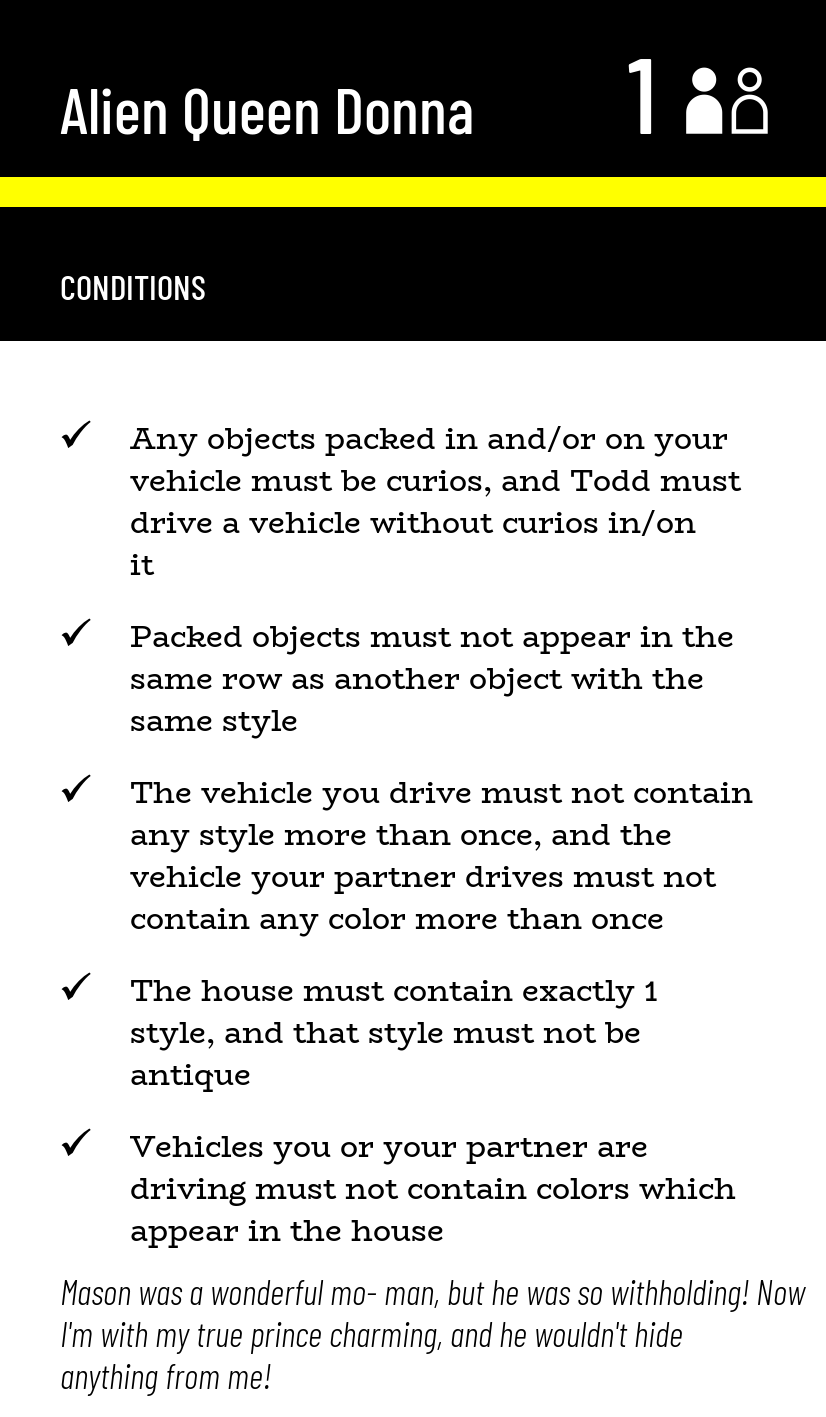 Alien Queen Donna 1
CONDITIONS
✓ Any objects packed in and/or on your
vehicle must be curios, and Todd must
drive a vehicle without curios in/on
it
✓ Packed objects must not appear in the
same row as another object with the
same style
✓ The vehicle you drive must not contain
any style more than once, and the
vehicle your partner drives must not
contain any color more than once
✓ The house must contain exactly 1
style, and that style must not be
antique
✓ Vehicles you or your partner are
driving must not contain colors which
appear in the house
Mason was a wonderful mo- man, but he was so withholding! Now
I'm with my true prince charming, and he wouldn't hide
anything from me!